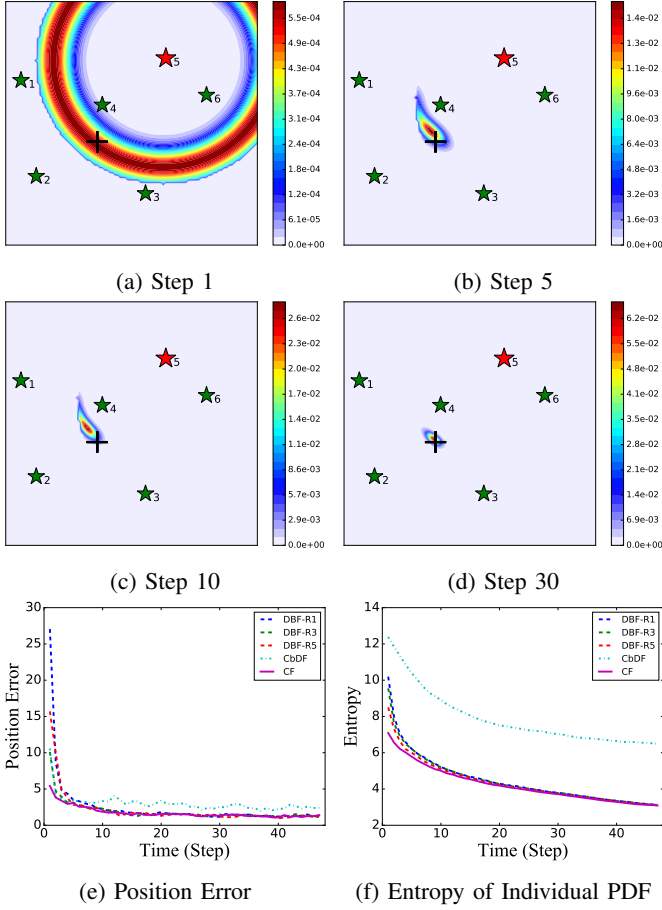 1
2
3
4
5
6
5.5e-04
4.9e-04
4.3e-04
3.7e-04
3.1e-04
2.4e-04
1.8e-04
1.2e-04
6.1e-05
0.0e+00
(a) Step 1
1
2
3
4
5
6
1.4e-02
1.2e-02
1.1e-02
9.3e-03
7.8e-03
6.2e-03
4.7e-03
3.1e-03
1.6e-03
0.0e+00
(b) Step 5
1
2
3
4
5
6
2.6e-02
2.3e-02
2.0e-02
1.7e-02
1.4e-02
1.1e-02
8.6e-03
5.7e-03
2.9e-03
0.0e+00
(c) Step 10
1
2
3
4
5
6
6.2e-02
5.5e-02
4.8e-02
4.1e-02
3.4e-02
2.7e-02
2.1e-02
1.4e-02
6.9e-03
0.0e+00
(d) Step 30
Position Error
30
25
20
15
10
5
0
0 10 20 30 40
Time (Step)
DBF-R1
DBF-R3
DBF-R5
CbDF
CF
(e) Position Error
Entropy
14
12
10
8
6
4
2
0 10 20 30 40
Time (Step)
DBF-R1
DBF-R3
DBF-R5
CbDF
CF
(f) Entropy of Individual PDF